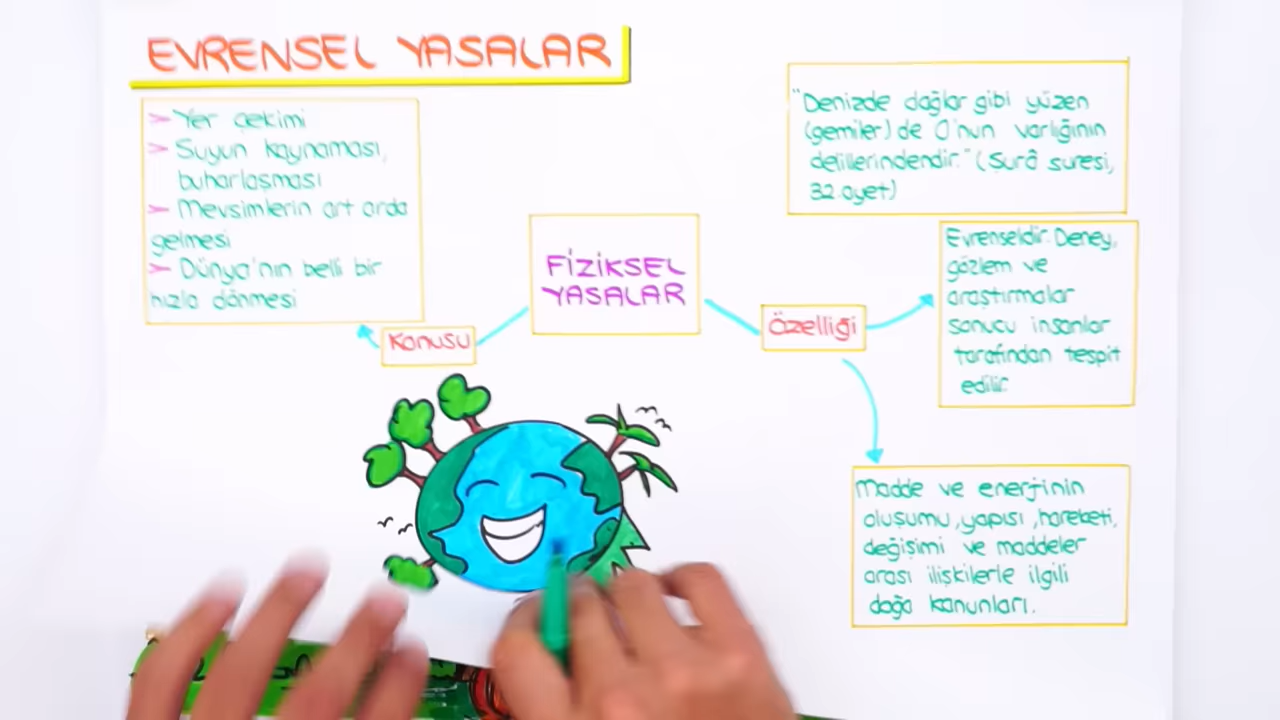 EVRENSEL YASALAR
> Yer çekimi
> Suyun kaynaması,
buharlaşması
> Mevsimlerin art arda
gelmesi
> Dünya'nın belli bir
hızla dönmesi
Konusu
FİZİKSEL
YASALAR
Özelliği
"Denizde dağlar gibi yüzen
(gemiler) de O'nun varlığının
delillerindendir." (Şurâ suresi,
32. ayet)
Evrenseldir. Deney,
gözlem ve
araştırmalar
sonucu insanlar
tarafından tespit
edilir.
Madde ve enerjinin
oluşumu, yapısı, hareketi,
değişimi ve maddeler
arası ilişkilerle ilgili
doğa kanunları.